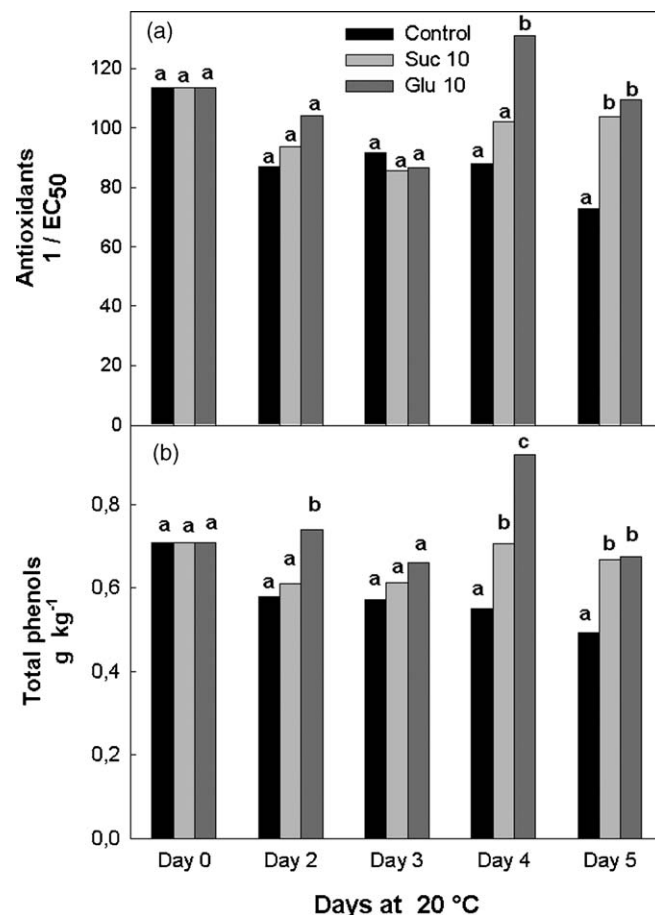 (a)
Control
Suc 10
Glu 10
120
100
80
60
40
20
0
Antioxidants
1 / EC50
a a a
a a a
a a a
a a b
a b b
(b)
0,8
0,6
0,4
0,2
0,0
Total phenols
g kg-1
a a a
a a b
a a a
a b c
a b b
Day 0 Day 2 Day 3 Day 4 Day 5
Days at 20 °C